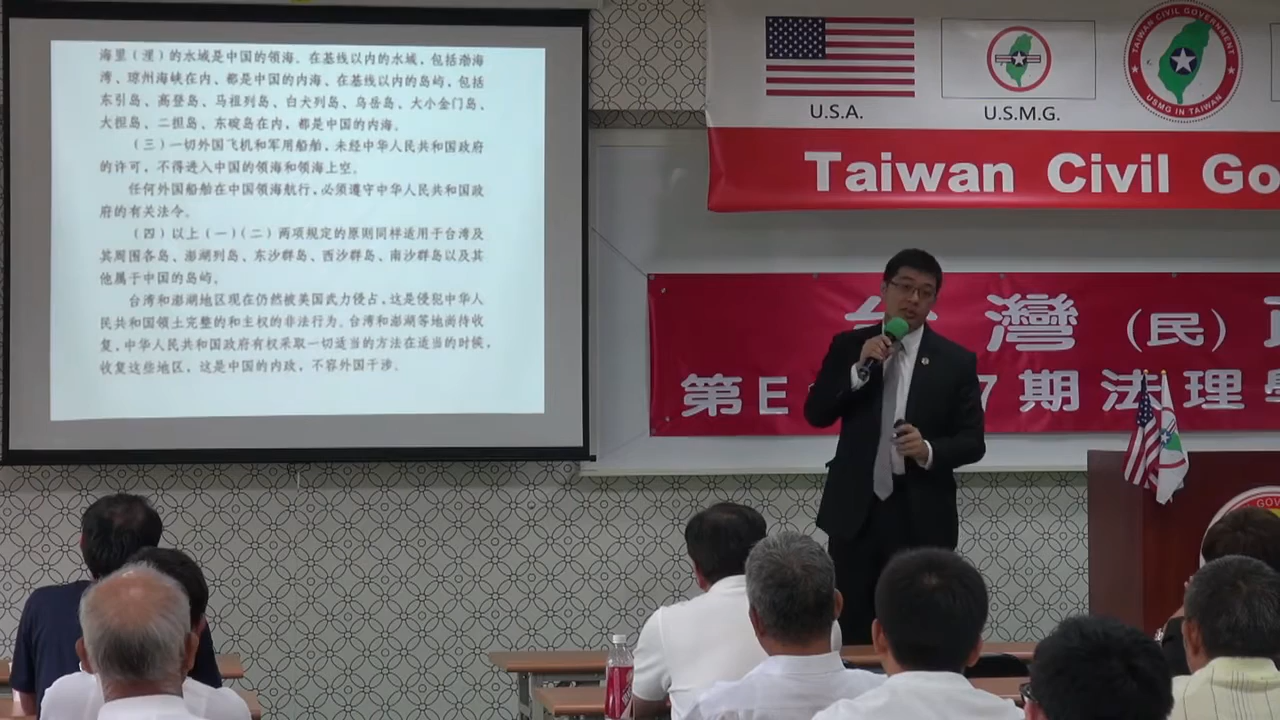 海里（浬）的水域是中国的领海。在基线以内的水域，包括渤海
湾、琼州海峡在内，都是中国的内海、在基线以内的岛屿，包括
东引岛、高登岛、马祖列岛、白犬列岛、乌岳岛、大小金门岛、
大担岛、二担岛、东碇岛在内，都是中国的内海。
（三）一切外国飞机和军用船舶，未经中华人民共和国政府
的许可，不得进入中国的领海和领海上空。
任何外国船舶在中国领海航行，必须遵守中华人民共和国政
府的有关法令。
（四）以上（一）（二）两项规定的原则同样适用于台湾及
其周围各岛、澎湖列岛、东沙群岛、西沙群岛、南沙群岛以及其
他属于中国的岛屿。
台湾和澎湖地区现在仍然被美国武力侵占，这是侵犯中华人
民共和国领土完整的和主权的非法行为。台湾和澎湖等地尚待收
复，中华人民共和国政府有权采取一切适当的方法在适当的时候，
收复这些地区，这是中国的内政，不容外国干涉。
U.S.A.
U.S.M.G.
TAIWAN CIVIL GOVERNMENT
USMG IN TAIWAN
Taiwan Civil Go
台灣（民）
第E 7期法理學